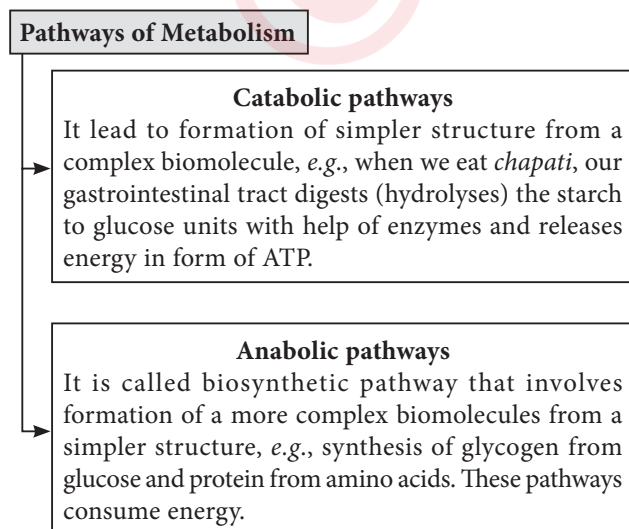 Pathways of Metabolism
Catabolic pathways
It lead to formation of simpler structure from a
complex biomolecule, e.g., when we eat chapati, our
gastrointestinal tract digests (hydrolyses) the starch
to glucose units with help of enzymes and releases
energy in form of ATP.
Anabolic pathways
It is called biosynthetic pathway that involves
formation of a more complex biomolecules from a
simpler structure, e.g., synthesis of glycogen from
glucose and protein from amino acids. These pathways
consume energy.